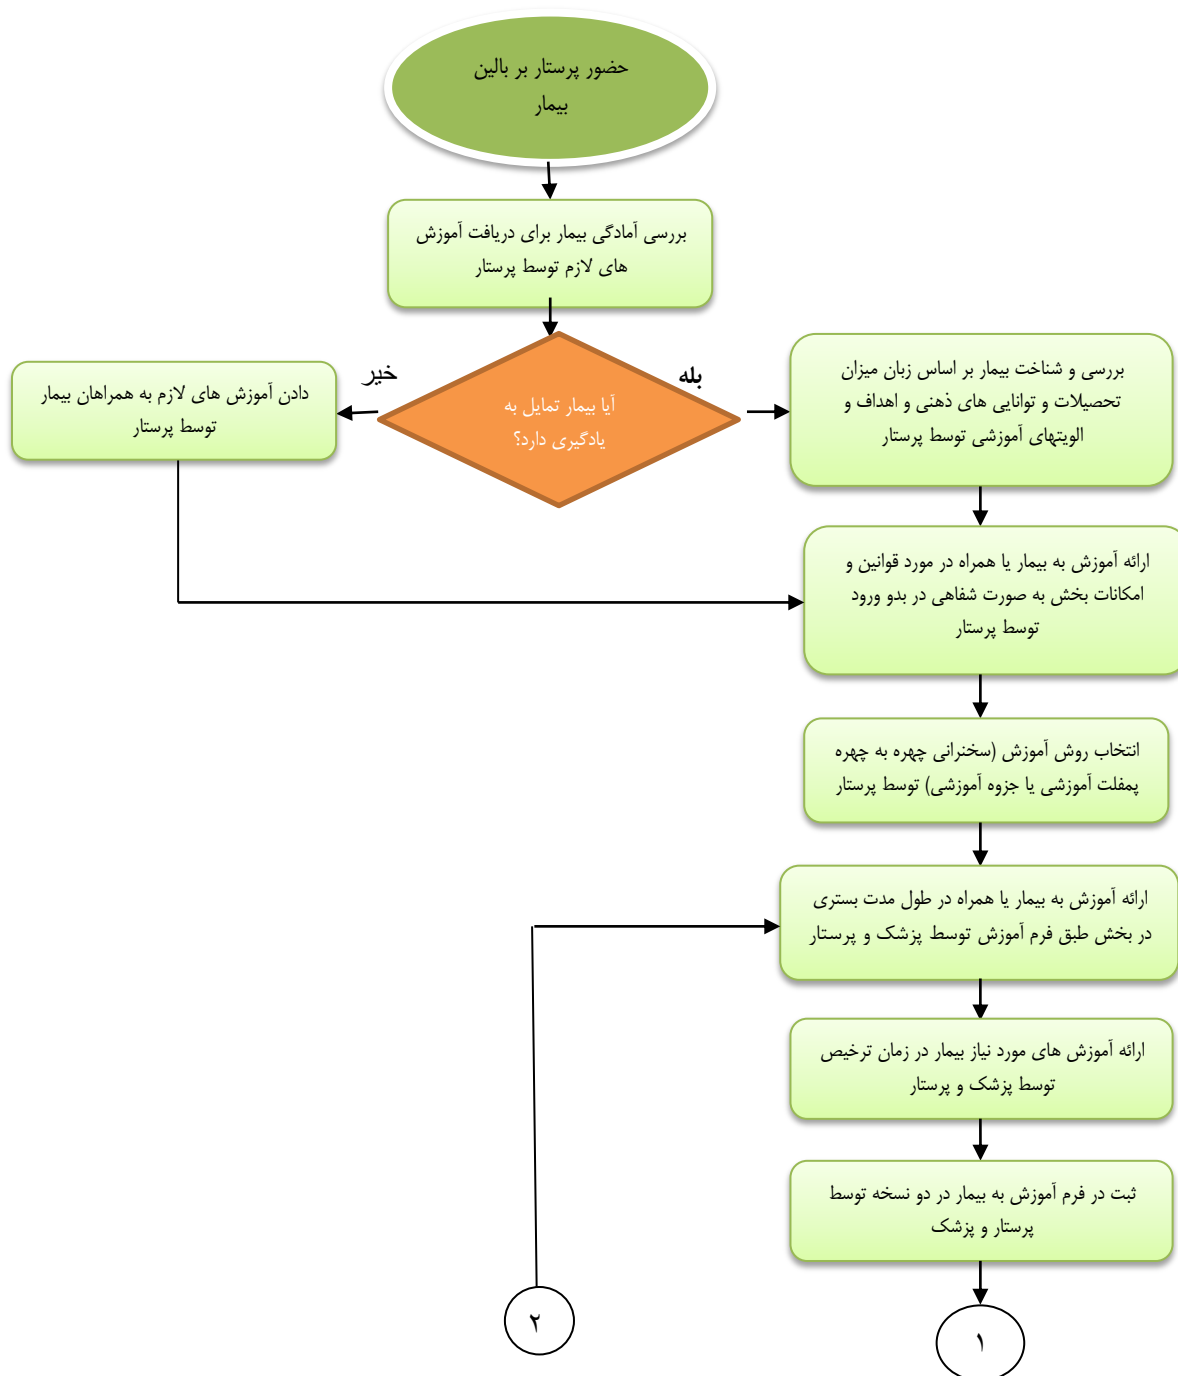 حضور پرستار بر بالین
بیمار
بررسی آمادگی بیمار برای دریافت آموزش
های لازم توسط پرستار
آیا بیمار تمایل به
یادگیری دارد؟
بله
خیر
بررسی و شناخت بیمار بر اساس زبان میزان
تحصیلات و توانایی های ذهنی و اهداف و
الویتهای آموزشی توسط پرستار
دادن آموزش های لازم به همراهان بیمار
توسط پرستار
ارائه آموزش به بیمار یا همراه در مورد قوانین و
امکانات بخش به صورت شفاهی در بدو ورود
توسط پرستار
انتخاب روش آموزش (سخنرانی چهره به چهره
پمفلت آموزشی یا جزوه آموزشی) توسط پرستار
ارائه آموزش به بیمار یا همراه در طول مدت بستری
در بخش طبق فرم آموزش توسط پزشک و پرستار
ارائه آموزش های مورد نیاز بیمار در زمان ترخیص
توسط پزشک و پرستار
ثبت در فرم آموزش به بیمار در دو نسخه توسط
پرستار و پزشک
۱
۲